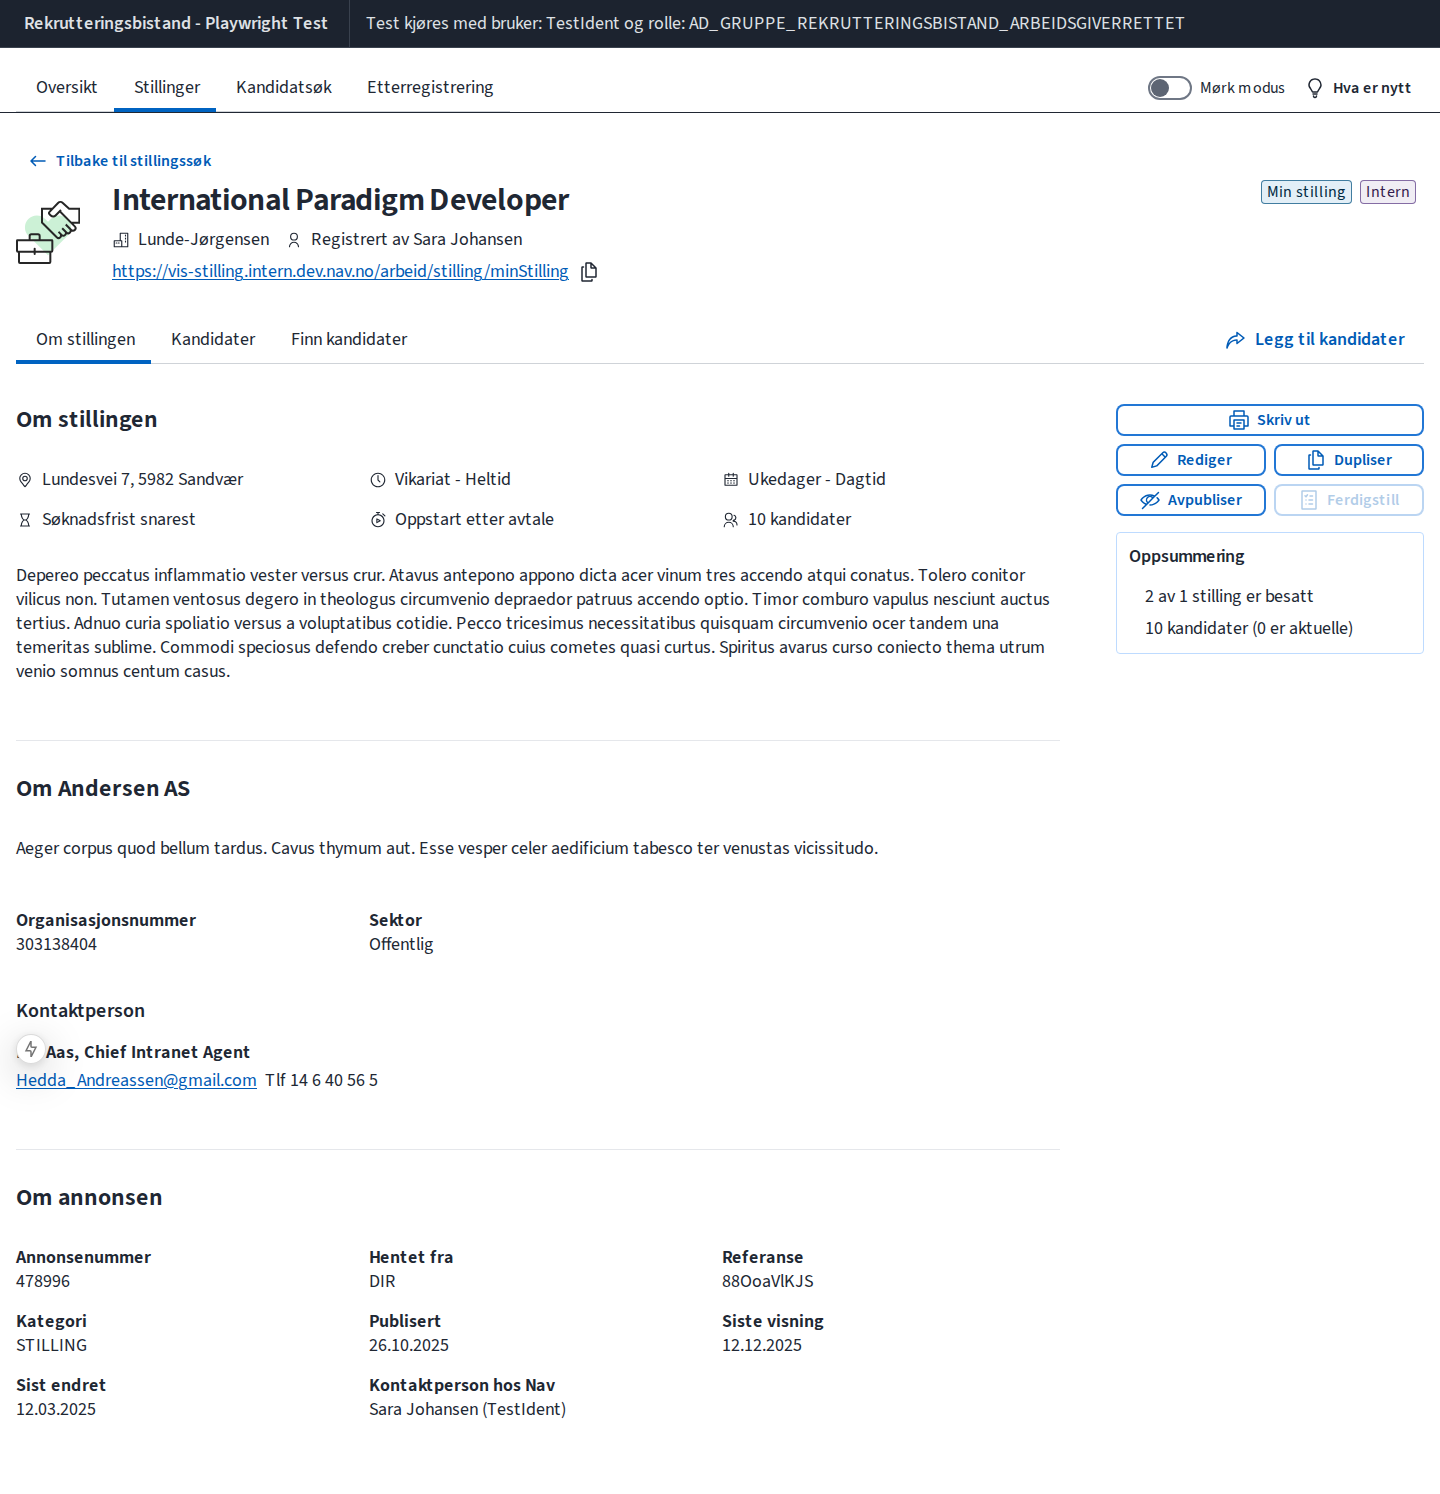 Rekrutteringsbistand - Playwright Test
Test kjøres med bruker: TestIdent og rolle: AD_GRUPPE_REKRUTTERINGSBISTAND_ARBEIDSGIVERRETTET
Oversikt
Stillinger
Kandidatsøk
Etterregistrering
Mørk modus
Hva er nytt
Tilbake til stillingssøk
International Paradigm Developer
Min stilling
Intern
Lunde-Jørgensen
Registrert av Sara Johansen
https://vis-stilling.intern.dev.nav.no/arbeid/stilling/minStilling
Om stillingen
Kandidater
Finn kandidater
Legg til kandidater
Om stillingen
Lundesvei 7, 5982 Sandvær
Vikariat - Heltid
Ukedager - Dagtid
Søknadsfrist snarest
Oppstart etter avtale
10 kandidater
Depereo peccatus inflammatio vester versus crur. Atavus antepono appono dicta acer vinum tres accendo atqui conatus. Tolero conitor
vilicus non. Tutamen ventosus degero in theologus circumvenio depraedor patruus accendo optio. Timor comburo vapulus nesciunt auctus
tertius. Adnuo curia spoliatio versus a voluptatibus cotidie. Pecco tricesimus necessitatibus quisquam circumvenio ocer tandem una
temeritas sublime. Commodi speciosus defendo creber cunctatio cuius cometes quasi curtus. Spiritus avarus curso coniecto thema utrum
venio somnus centum casus.
Skriv ut
Rediger
Dupliser
Avpubliser
Ferdigstill
Oppsummering
2 av 1 stilling er besatt
10 kandidater (0 er aktuelle)
Om Andersen AS
Aeger corpus quod bellum tardus. Cavus thymum aut. Esse vesper celer aedificium tabesco ter venustas vicissitudo.
Organisasjonsnummer
303138404
Sektor
Offentlig
Kontaktperson
Aas, Chief Intranet Agent
Hedda_Andreassen@gmail.com
Tlf 14 6 40 56 5
Om annonsen
Annonsenummer
478996
Hentet fra
DIR
Referanse
88OoaVlKJS
Kategori
STILLING
Publisert
26.10.2025
Siste visning
12.12.2025
Sist endret
12.03.2025
Kontaktperson hos Nav
Sara Johansen (TestIdent)